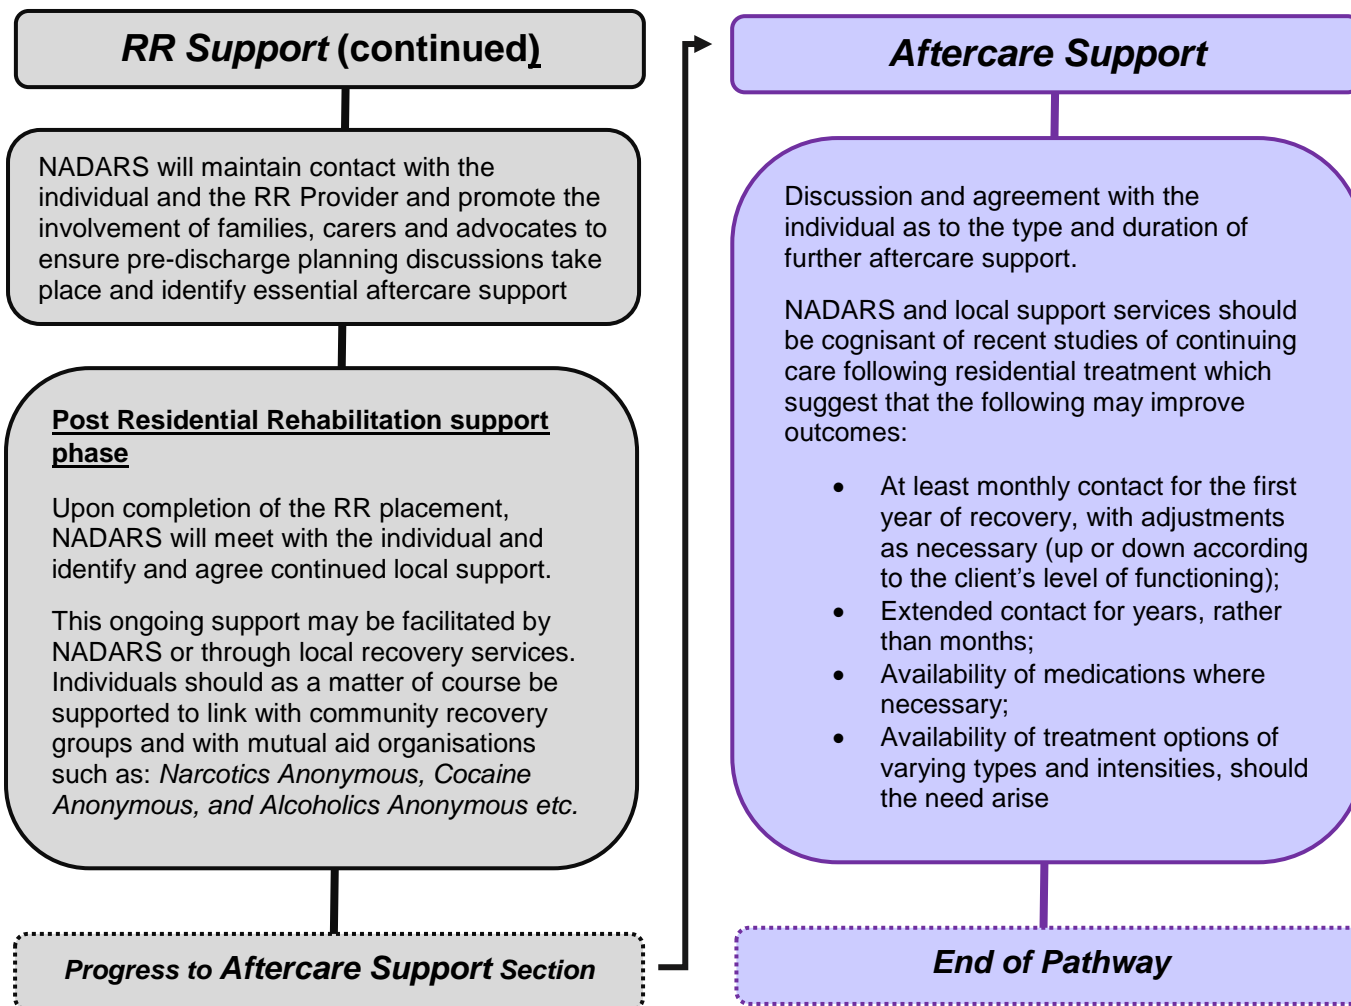 RR Support (continued)
NADARS will maintain contact with the
individual and the RR Provider and promote the
involvement of families, carers and advocates to
ensure pre-discharge planning discussions take
place and identify essential aftercare support
Post Residential Rehabilitation support
phase
Upon completion of the RR placement,
NADARS will meet with the individual and
identify and agree continued local support.
This ongoing support may be facilitated by
NADARS or through local recovery services.
Individuals should as a matter of course be
supported to link with community recovery
groups and with mutual aid organisations
such as: Narcotics Anonymous, Cocaine
Anonymous, and Alcoholics Anonymous etc.
Progress to Aftercare Support Section
Aftercare Support
Discussion and agreement with the
individual as to the type and duration of
further aftercare support.
NADARS and local support services should
be cognisant of recent studies of continuing
care following residential treatment which
suggest that the following may improve
outcomes:
• At least monthly contact for the first
year of recovery, with adjustments
as necessary (up or down according
to the client’s level of functioning);
• Extended contact for years, rather
than months;
• Availability of medications where
necessary;
• Availability of treatment options of
varying types and intensities, should
the need arise
End of Pathway